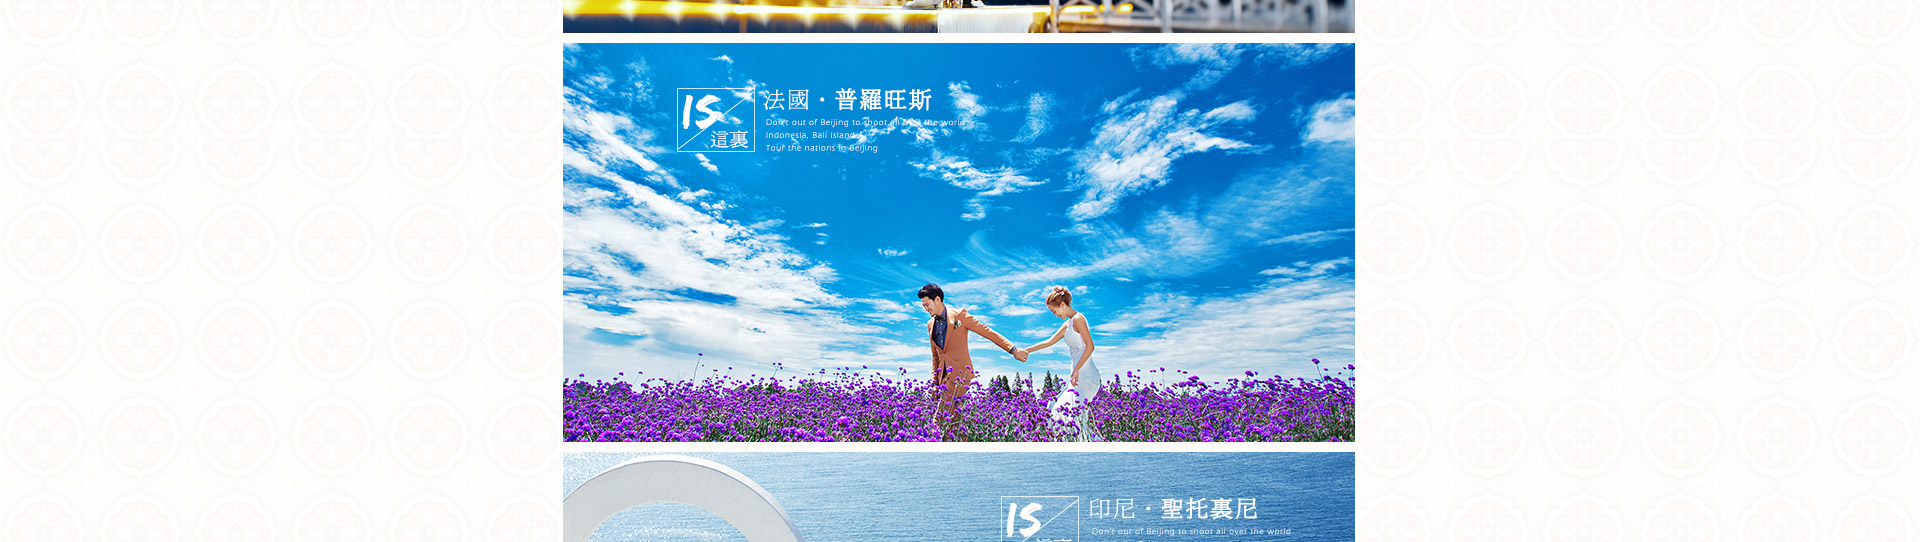 IS
這裏
法國·普羅旺斯
Don't out of Beijing to shoot all over the world
Indonesia, Bali Island
Tour the nations in Beijing
IS
印尼·聖托裏尼
Don't out of Beijing to shoot all over the world